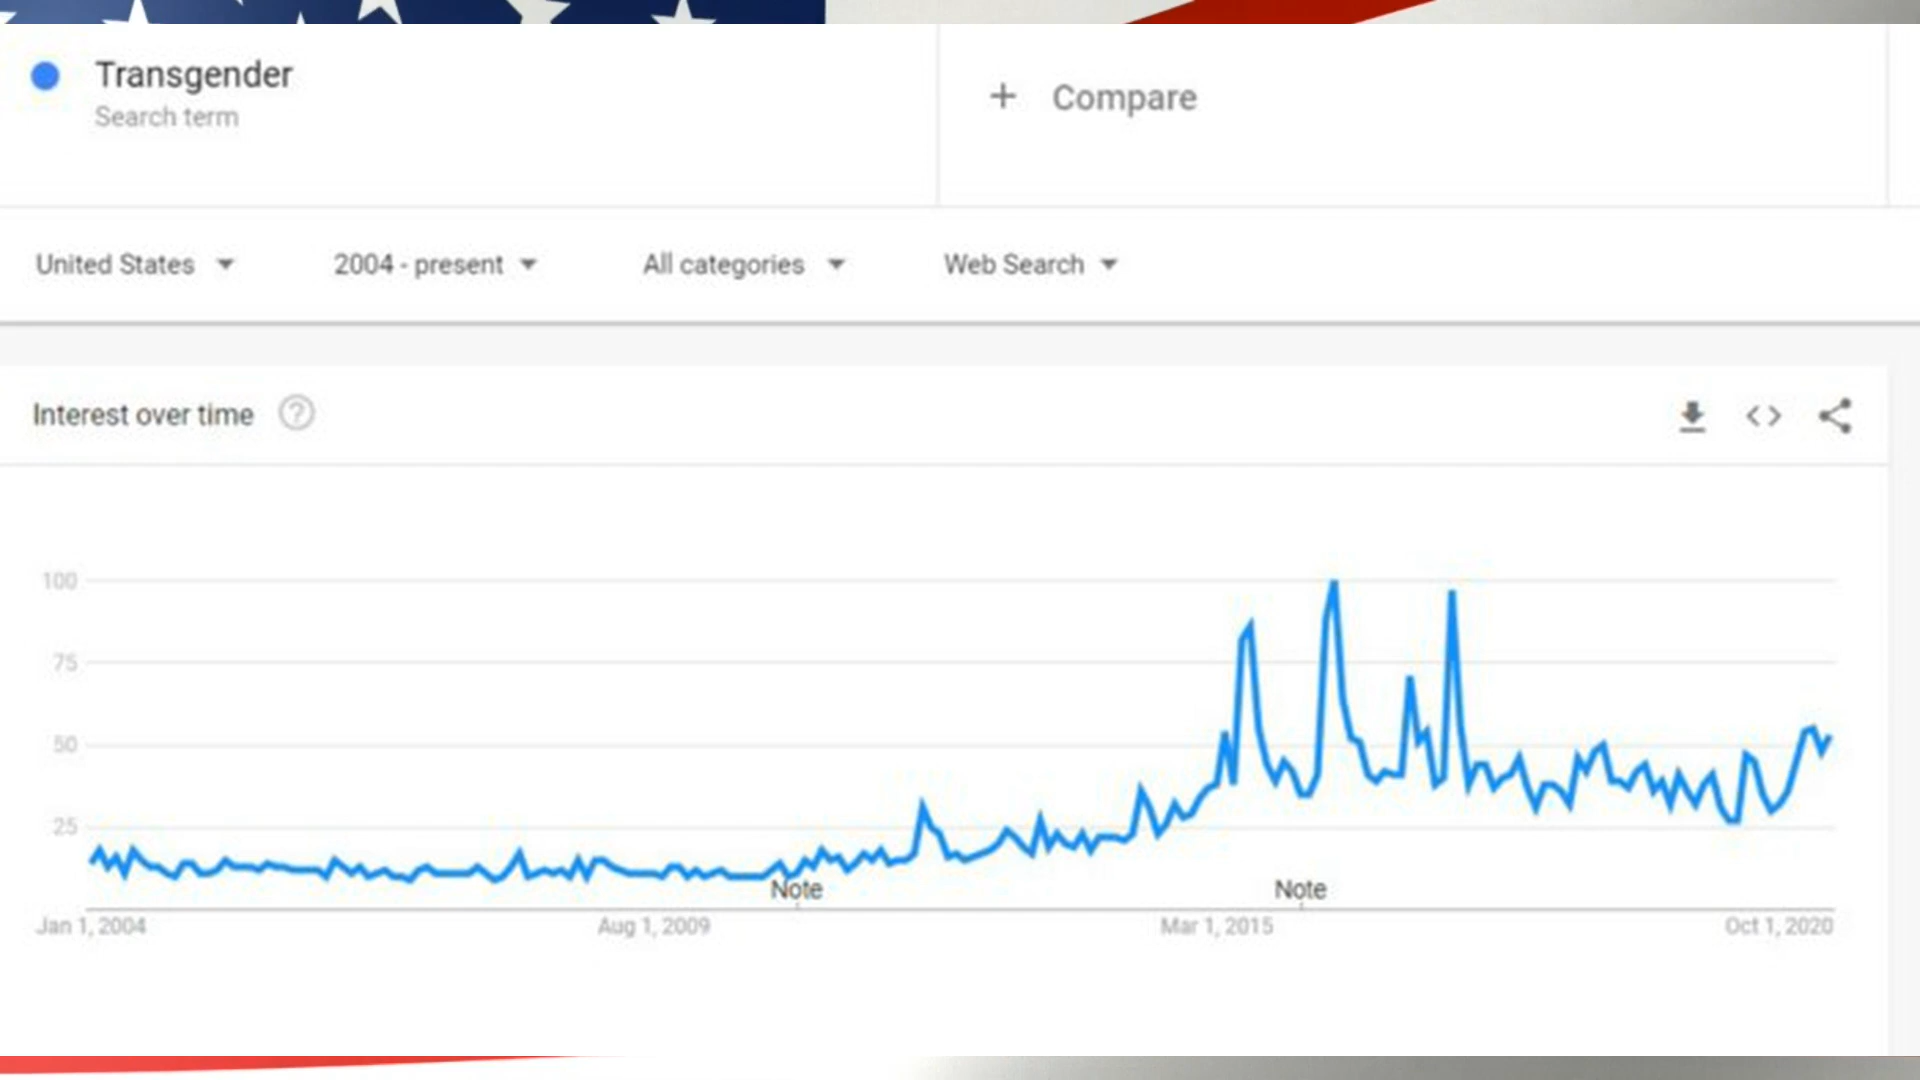 Transgender
Search term
+ Compare
United States
2004 - present
All categories
Web Search
Interest over time ?
100
75
50
25
Note
Note
Jan 1, 2004
Aug 1, 2009
Mar 1, 2015
Oct 1, 2020